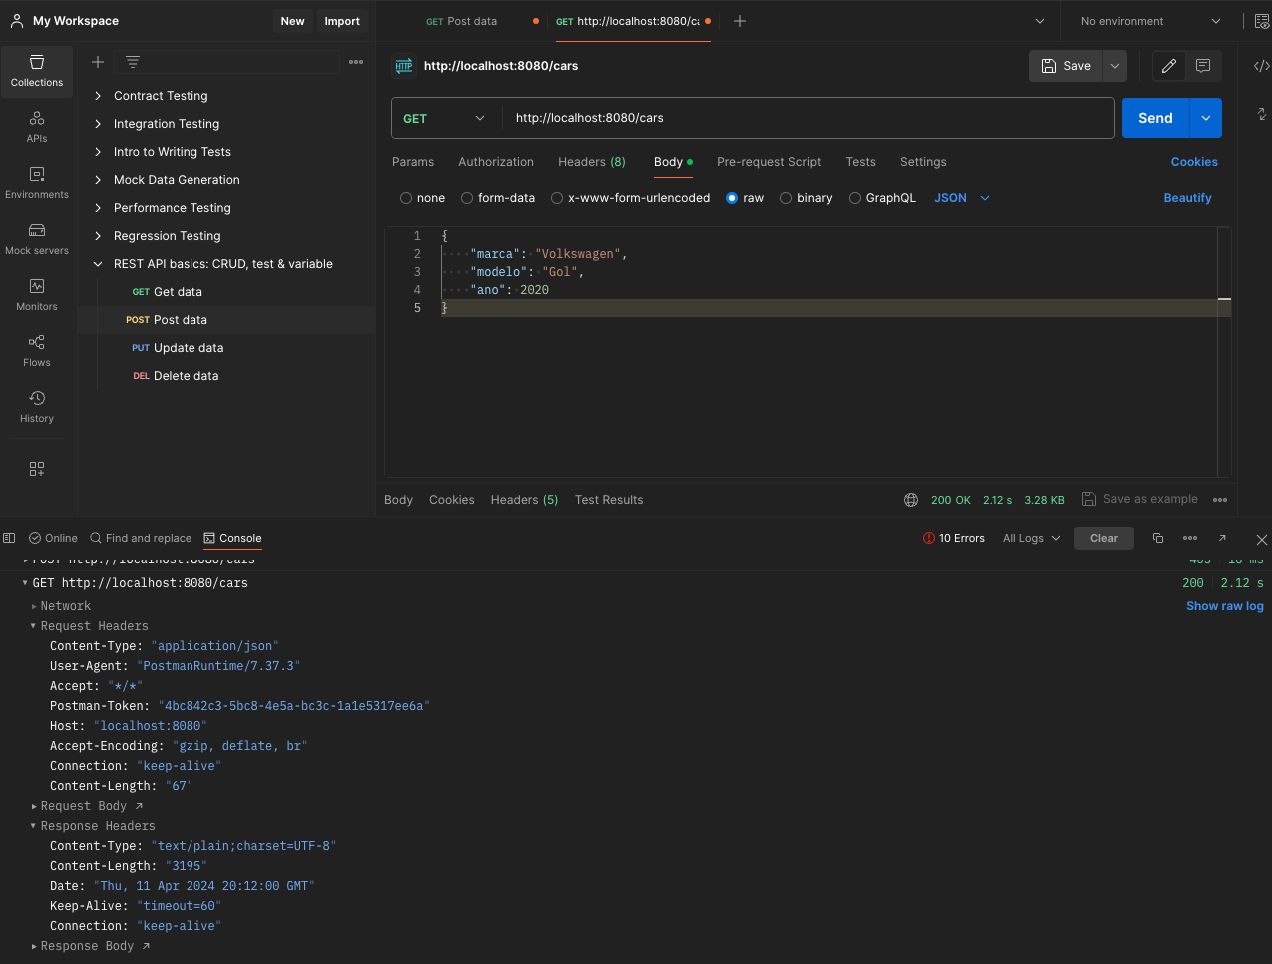 My Workspace New Import
GET Post data GET http://localhost:8080/ca No environment
http://localhost:8080/cars Save
GET http://localhost:8080/cars Send
Params Authorization Headers (8) Body Pre-request Script Tests Settings Cookies
none form-data x-www-form-urlencoded raw binary GraphQL JSON Beautify
Collections
APIs
Environments
Mock servers
Monitors
Flows
History
Contract Testing
Integration Testing
Intro to Writing Tests
Mock Data Generation
Performance Testing
Regression Testing
REST API basics: CRUD, test & variable
GET Get data
POST Post data
PUT Update data
DEL Delete data
1 {
2 "marca": "Volkswagen",
3 "modelo": "Gol",
4 "ano": 2020
5 }
Body Cookies Headers (5) Test Results 200 OK 2.12 s 3.28 KB Save as example
Online Find and replace Console 10 Errors All Logs Clear
POST http://localhost:8080/cars 405 10 ms
GET http://localhost:8080/cars 200 2.12 s
Network Show raw log
Request Headers
Content-Type: "application/json"
User-Agent: "PostmanRuntime/7.37.3"
Accept: "*/*"
Postman-Token: "4bc842c3-5bc8-4e5a-bc3c-1a1e5317ee6a"
Host: "localhost:8080"
Accept-Encoding: "gzip, deflate, br"
Connection: "keep-alive"
Content-Length: "67"
Request Body
Response Headers
Content-Type: "text/plain;charset=UTF-8"
Content-Length: "3195"
Date: "Thu, 11 Apr 2024 20:12:00 GMT"
Keep-Alive: "timeout=60"
Connection: "keep-alive"
Response Body